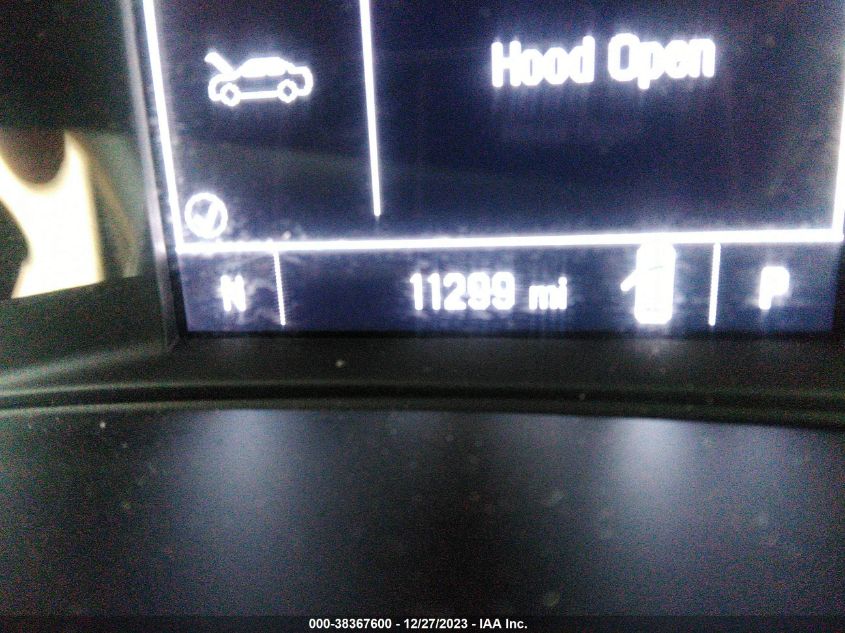 Hood Open
N 11299 mi P
000-38367600 - 12/27/2023 - IAA Inc.